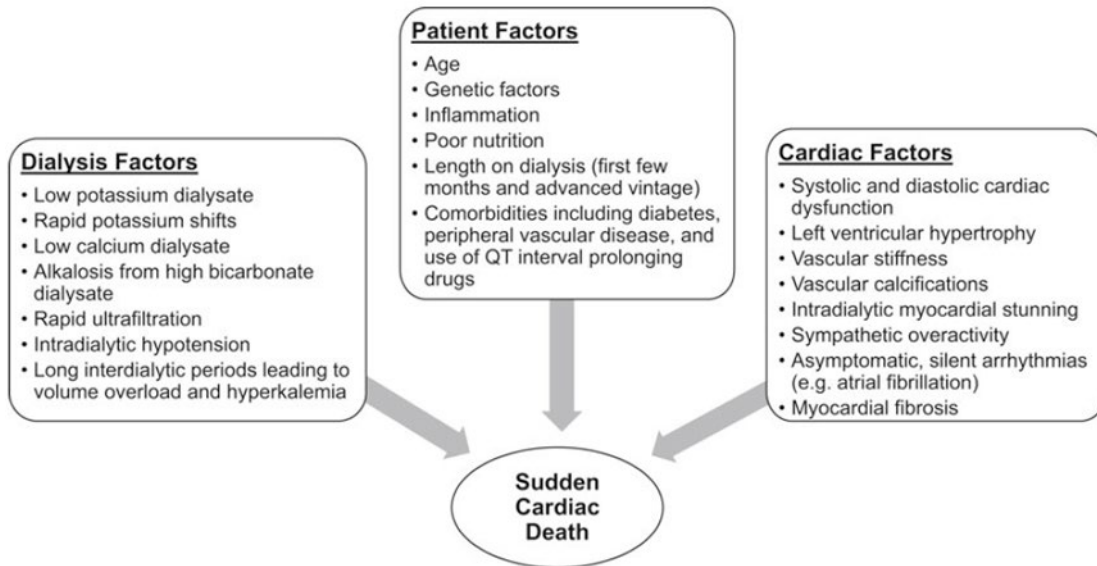 Patient Factors
• Age
• Genetic factors
• Inflammation
• Poor nutrition
• Length on dialysis (first few
months and advanced vintage)
• Comorbidities including diabetes,
peripheral vascular disease, and
use of QT interval prolonging
drugs
Dialysis Factors
• Low potassium dialysate
• Rapid potassium shifts
• Low calcium dialysate
• Alkalosis from high bicarbonate
dialysate
• Rapid ultrafiltration
• Intradialytic hypotension
• Long interdialytic periods leading to
volume overload and hyperkalemia
Cardiac Factors
• Systolic and diastolic cardiac
dysfunction
• Left ventricular hypertrophy
• Vascular stiffness
• Vascular calcifications
• Intradialytic myocardial stunning
• Sympathetic overactivity
• Asymptomatic, silent arrhythmias
(e.g. atrial fibrillation)
• Myocardial fibrosis
Sudden
Cardiac
Death